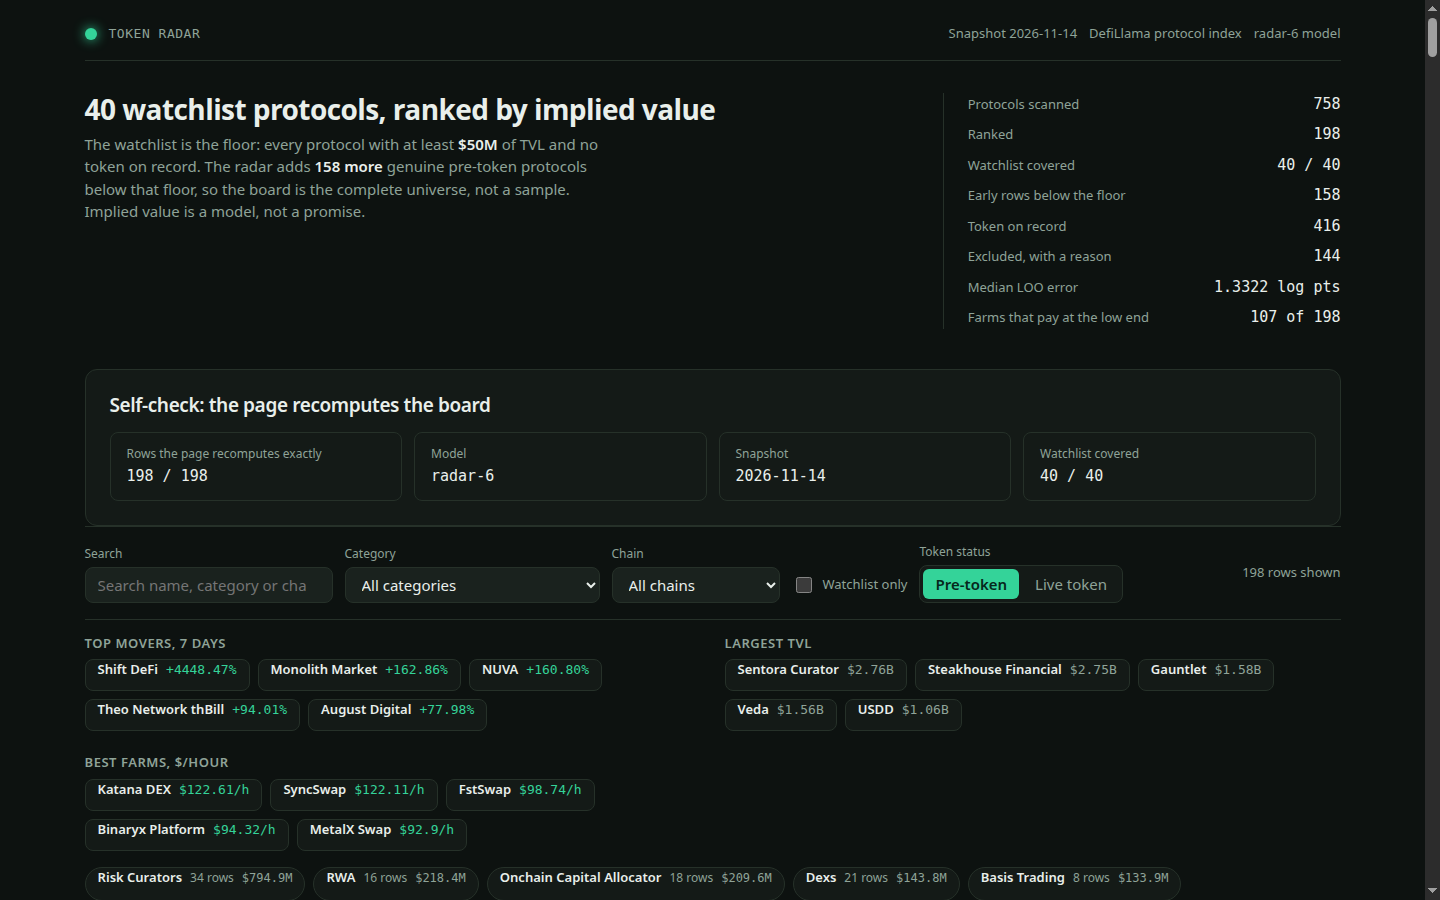 TOKEN RADAR
Snapshot 2026-11-14 DefiLlama protocol index radar-6 model
40 watchlist protocols, ranked by implied value
The watchlist is the floor: every protocol with at least $50M of TVL and no
token on record. The radar adds 158 more genuine pre-token protocols
below that floor, so the board is the complete universe, not a sample.
Implied value is a model, not a promise.
Protocols scanned 758
Ranked 198
Watchlist covered 40 / 40
Early rows below the floor 158
Token on record 416
Excluded, with a reason 144
Median LOO error 1.3322 log pts
Farms that pay at the low end 107 of 198
Self-check: the page recomputes the board
Rows the page recomputes exactly
198 / 198
Model
radar-6
Snapshot
2026-11-14
Watchlist covered
40 / 40
Search
Search name, category or cha
Category
All categories
Chain
All chains
Watchlist only
Token status
Pre-token Live token
198 rows shown
TOP MOVERS, 7 DAYS
Shift DeFi +4448.47% Monolith Market +162.86% NUVA +160.80%
Theo Network thBill +94.01% August Digital +77.98%
LARGEST TVL
Sentora Curator $2.76B Steakhouse Financial $2.75B Gauntlet $1.58B
Veda $1.56B USDD $1.06B
BEST FARMS, $/HOUR
Katana DEX $122.61/h SyncSwap $122.11/h FstSwap $98.74/h
Binaryx Platform $94.32/h MetalX Swap $92.9/h
Risk Curators 34 rows $794.9M RWA 16 rows $218.4M Onchain Capital Allocator 18 rows $209.6M Dexs 21 rows $143.8M Basis Trading 8 rows $133.9M